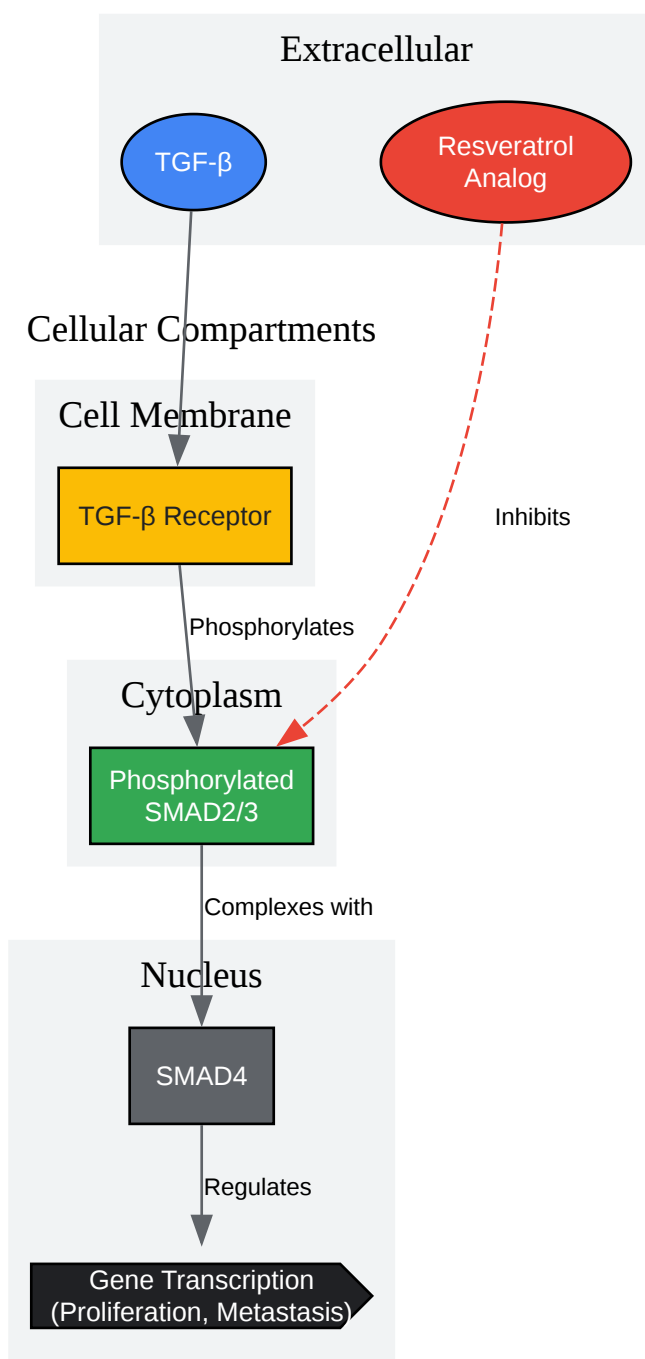 Extracellular
TGF-β
Resveratrol
Analog
Cellular Compartments
Cell Membrane
TGF-β Receptor
Inhibits
Phosphorylates
Cytoplasm
Phosphorylated
SMAD2/3
Complexes with
Nucleus
SMAD4
Regulates
Gene Transcription
(Proliferation, Metastasis)